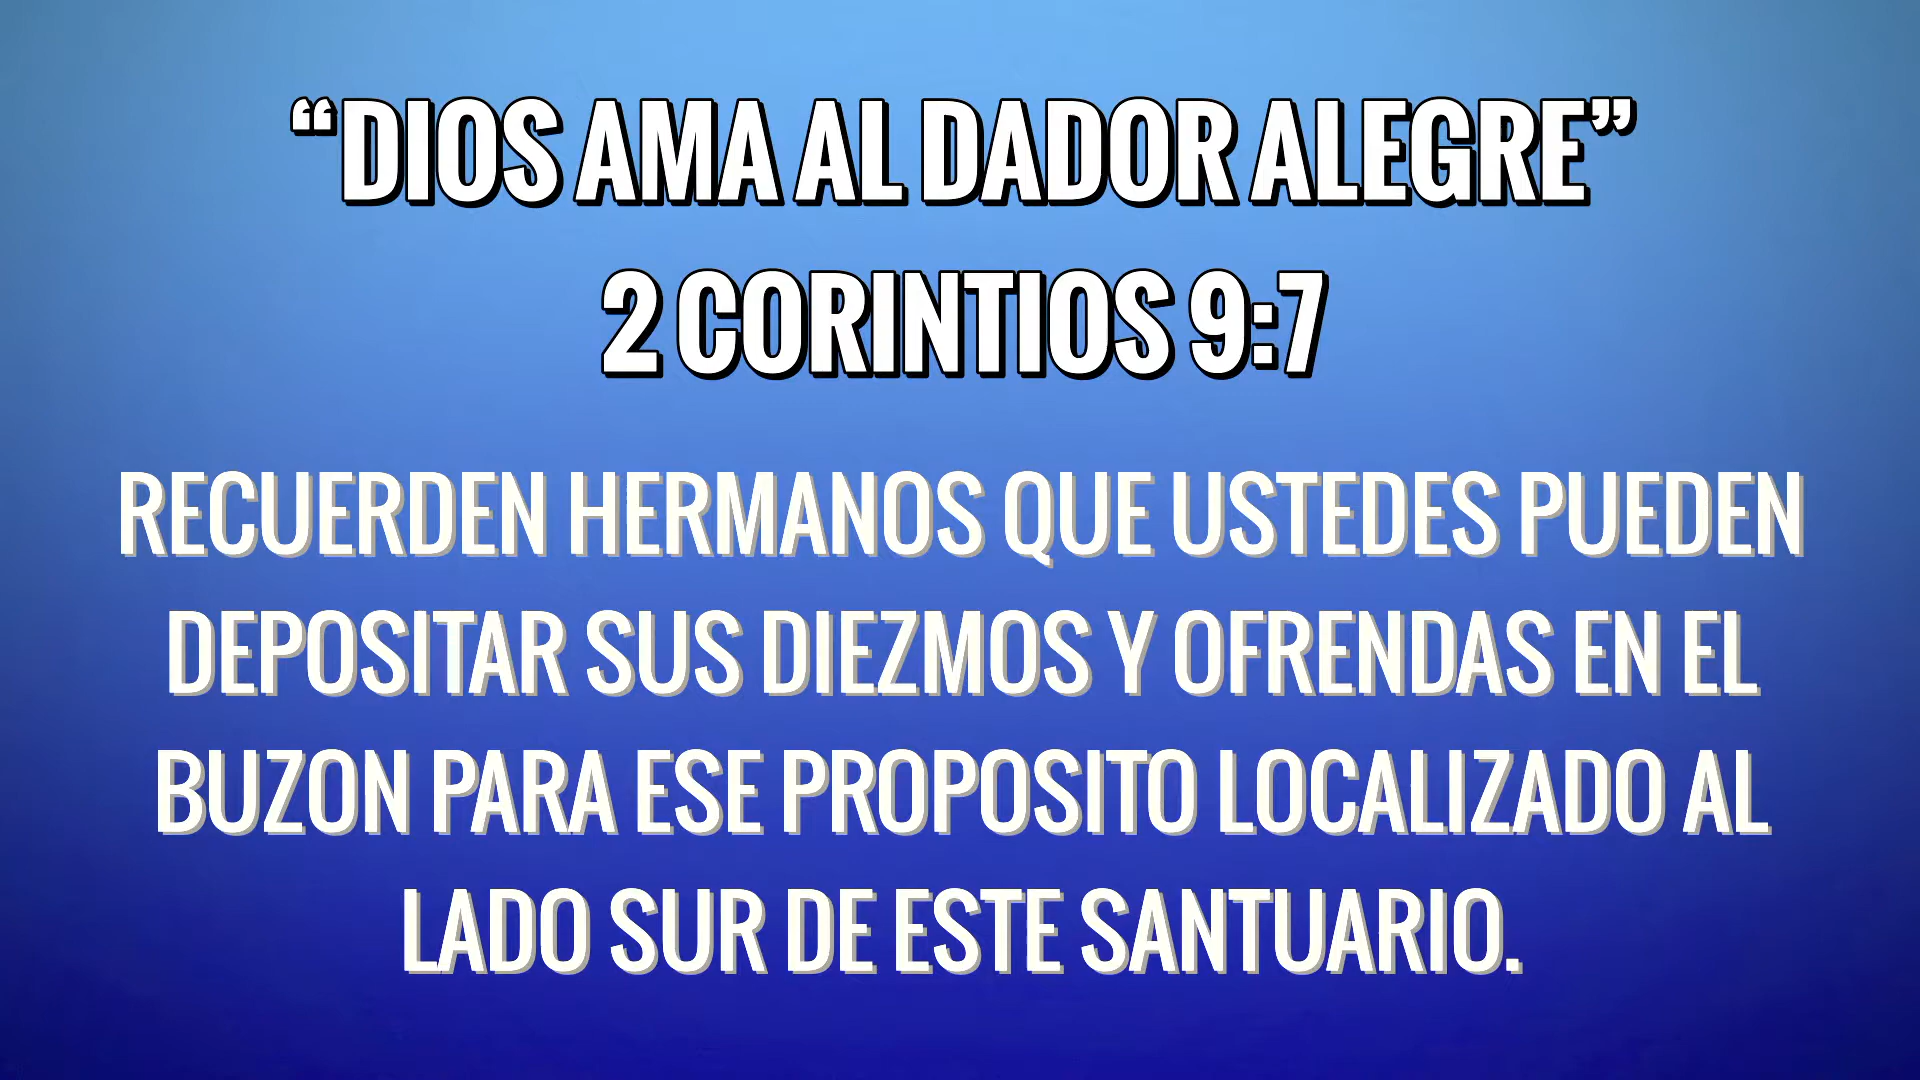 “DIOS AMA AL DADOR ALEGRE”
2 CORINTIOS 9:7
RECUERDEN HERMANOS QUE USTEDES PUEDEN
DEPOSITAR SUS DIEZMOS Y OFRENDAS EN EL
BUZON PARA ESE PROPOSITO LOCALIZADO AL
LADO SUR DE ESTE SANTUARIO.